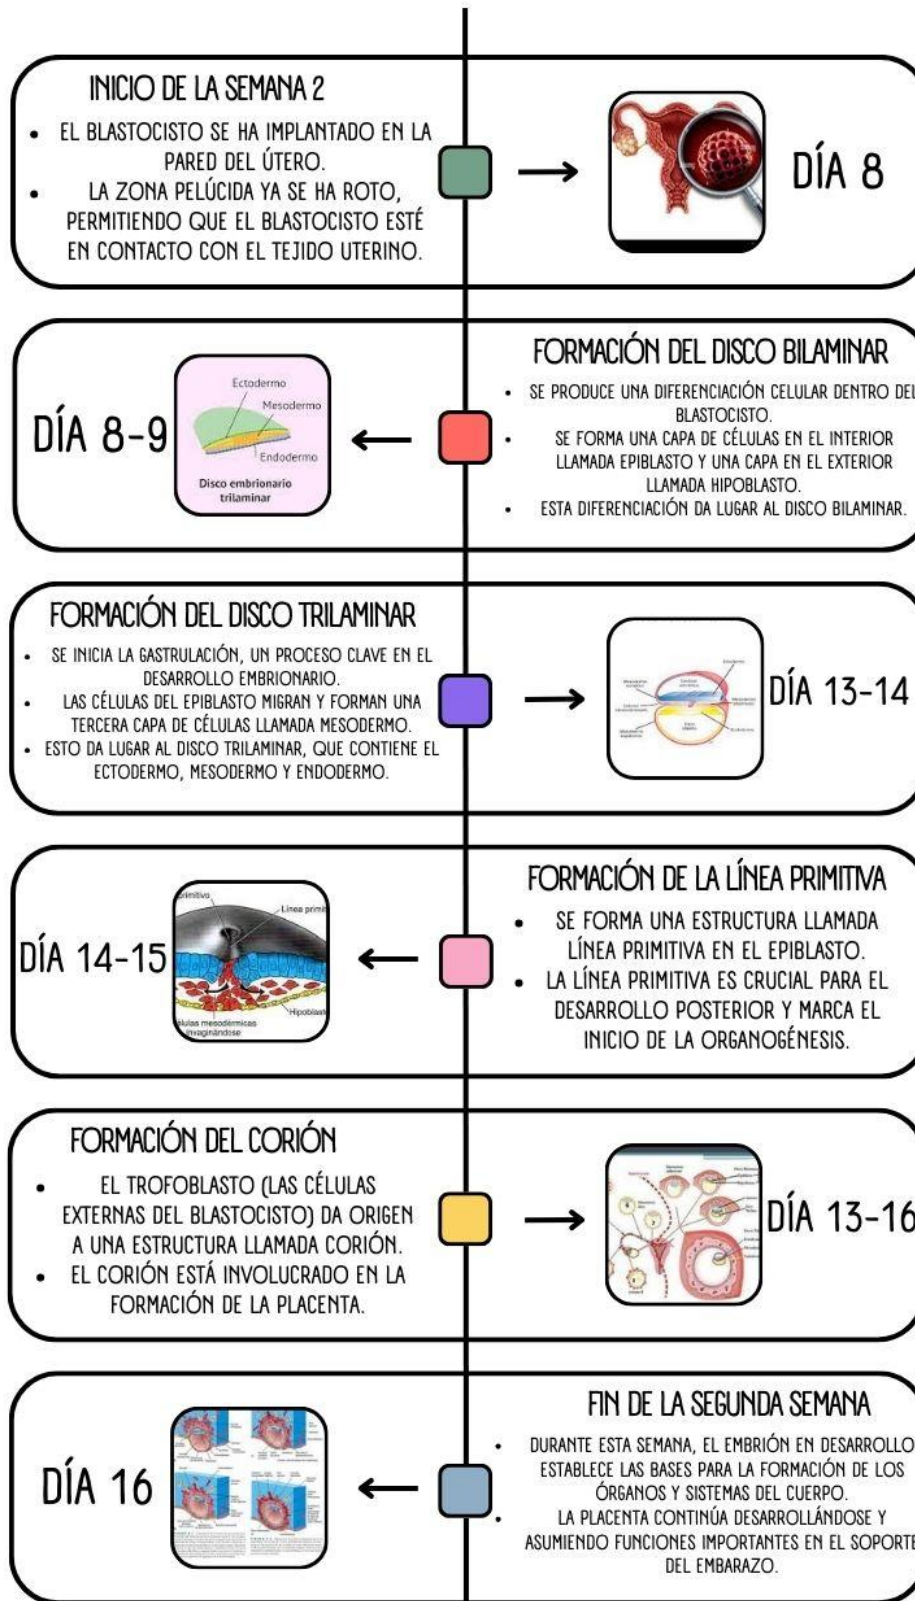 INICIO DE LA SEMANA 2
• EL BLASTOCISTO SE HA IMPLANTADO EN LA
PARED DEL ÚTERO.
• LA ZONA PELÚCIDA YA SE HA ROTO,
PERMITIENDO QUE EL BLASTOCISTO ESTÉ
EN CONTACTO CON EL TEJIDO UTERINO.
DÍA 8
DÍA 8-9
Ectodermo
Mesodermo
Endodermo
Disco embrionario
trilaminar
FORMACIÓN DEL DISCO BILAMINAR
• SE PRODUCE UNA DIFERENCIACIÓN CELULAR DENTRO DEL
BLASTOCISTO.
• SE FORMA UNA CAPA DE CÉLULAS EN EL INTERIOR
LLAMADA EPIBLASTO Y UNA CAPA EN EL EXTERIOR
LLAMADA HIPOBLASTO.
• ESTA DIFERENCIACIÓN DA LUGAR AL DISCO BILAMINAR.
FORMACIÓN DEL DISCO TRILAMINAR
• SE INICIA LA GASTRULACIÓN, UN PROCESO CLAVE EN EL
DESARROLLO EMBRIONARIO.
• LAS CÉLULAS DEL EPIBLASTO MIGRAN Y FORMAN UNA
TERCERA CAPA DE CÉLULAS LLAMADA MESODERMO.
• ESTO DA LUGAR AL DISCO TRILAMINAR, QUE CONTIENE EL
ECTODERMO, MESODERMO Y ENDODERMO.
DÍA 13-14
DÍA 14-15
primitivo
Línea primit
Hipoblast
élulas mesodérmicas
invaginándose
FORMACIÓN DE LA LÍNEA PRIMITIVA
• SE FORMA UNA ESTRUCTURA LLAMADA
LÍNEA PRIMITIVA EN EL EPIBLASTO.
• LA LÍNEA PRIMITIVA ES CRUCIAL PARA EL
DESARROLLO POSTERIOR Y MARCA EL
INICIO DE LA ORGANOGÉNESIS.
FORMACIÓN DEL CORIÓN
• EL TROFOBLASTO (LAS CÉLULAS
EXTERNAS DEL BLASTOCISTO) DA ORIGEN
A UNA ESTRUCTURA LLAMADA CORIÓN.
• EL CORIÓN ESTÁ INVOLUCRADO EN LA
FORMACIÓN DE LA PLACENTA.
DÍA 13-16
DÍA 16
FIN DE LA SEGUNDA SEMANA
• DURANTE ESTA SEMANA, EL EMBRIÓN EN DESARROLLO
ESTABLECE LAS BASES PARA LA FORMACIÓN DE LOS
ÓRGANOS Y SISTEMAS DEL CUERPO.
• LA PLACENTA CONTINÚA DESARROLLÁNDOSE Y
ASUMIENDO FUNCIONES IMPORTANTES EN EL SOPORTE
DEL EMBARAZO.